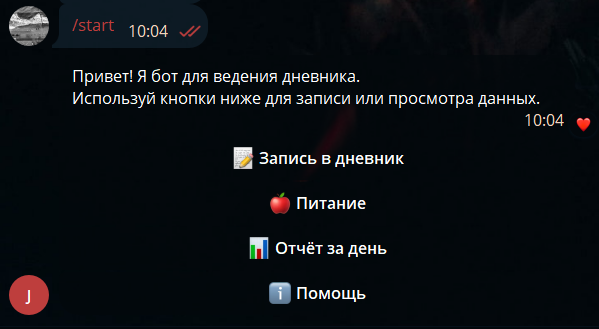 /start 10:04
Привет! Я бот для ведения дневника.
Используй кнопки ниже для записи или просмотра данных.
10:04
Запись в дневник
Питание
Отчёт за день
J
Помощь